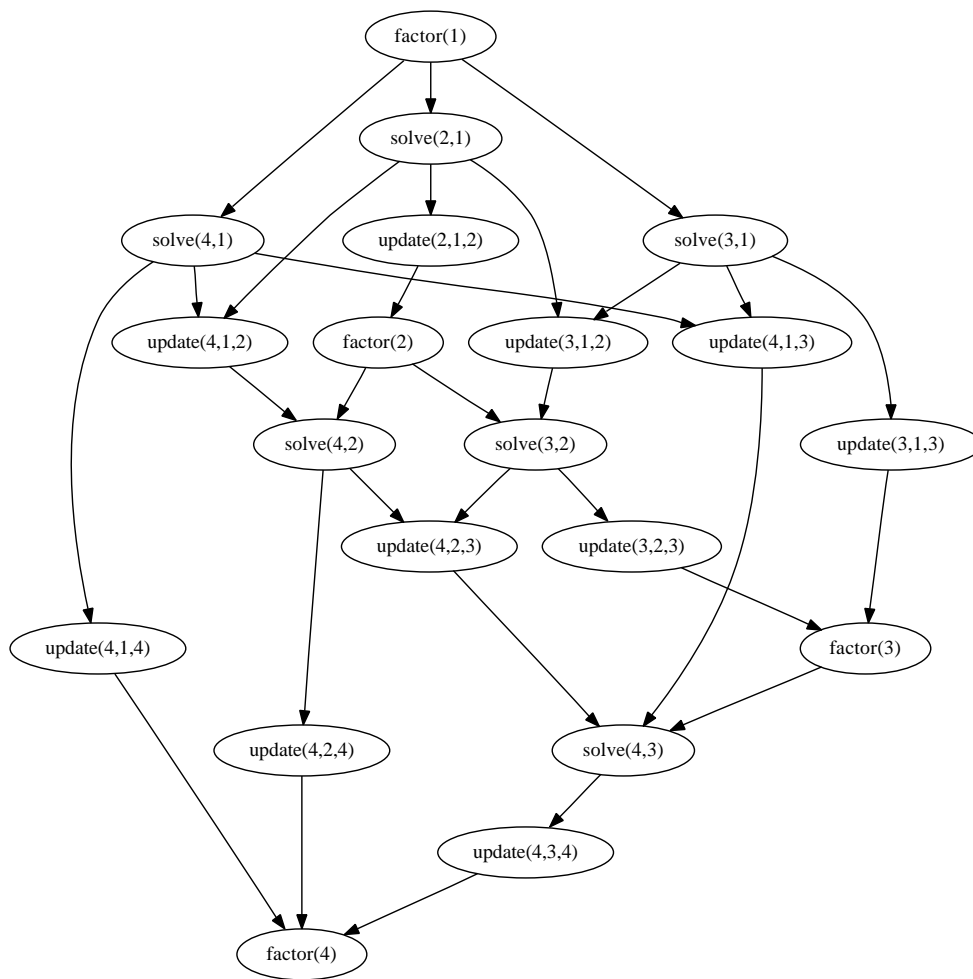 factor(1)
solve(2,1)
solve(4,1)
update(2,1,2)
solve(3,1)
update(4,1,2)
factor(2)
update(3,1,2)
update(4,1,3)
solve(4,2)
solve(3,2)
update(3,1,3)
update(4,2,3)
update(3,2,3)
update(4,1,4)
factor(3)
update(4,2,4)
solve(4,3)
update(4,3,4)
factor(4)